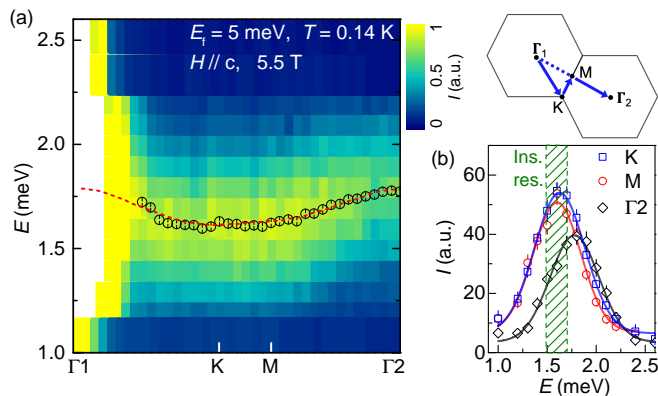 (a)
E_f = 5 meV, T = 0.14 K
H // c, 5.5 T
E (meV)
2.5
2.0
1.5
1.0
Γ1
K
M
Γ2
1
0.5
0
I (a.u.)
Γ1
M
K
Γ2
(b)
Ins.
res.
K
M
Γ2
I (a.u.)
60
40
20
0
1.0 1.5 2.0 2.5
E (meV)